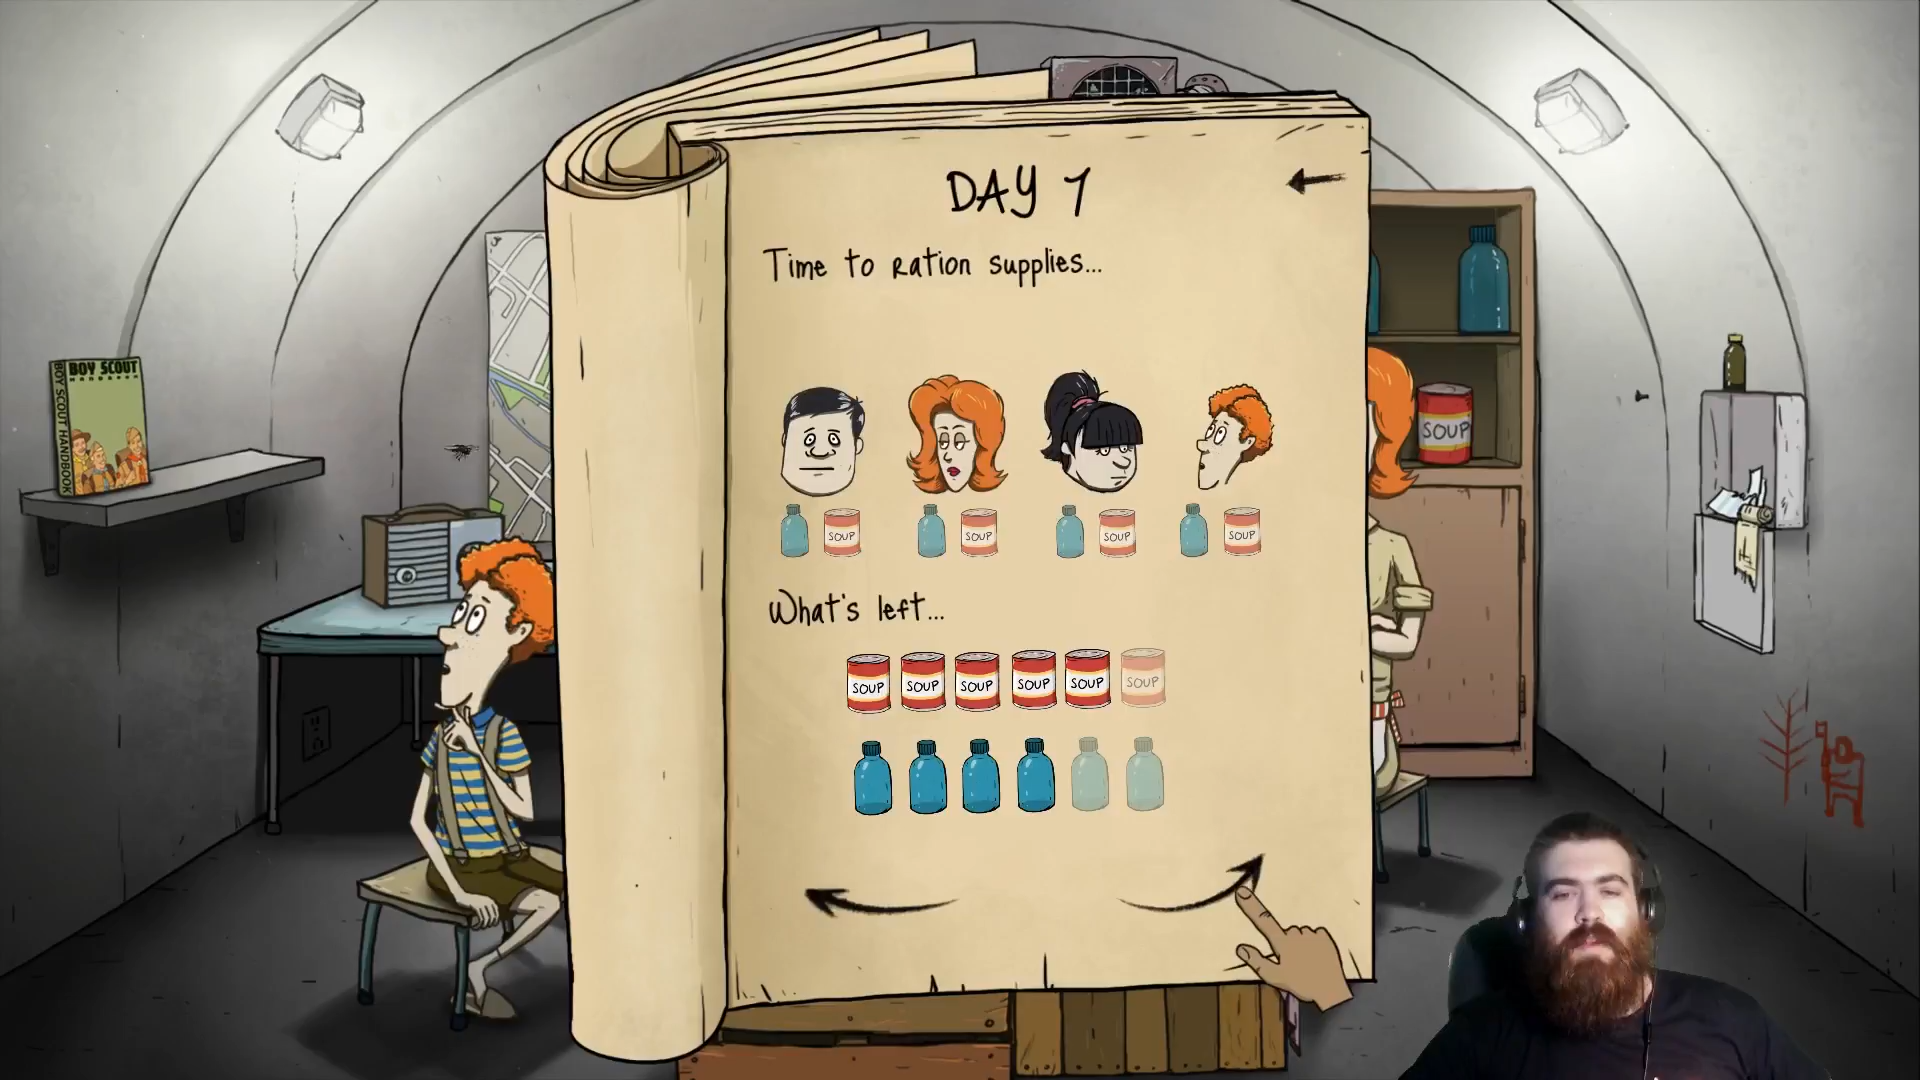 DAY 7
Time to ration supplies...
SOUP SOUP SOUP SOUP
What's left...
SOUP SOUP SOUP SOUP SOUP SOUP
BOY SCOUT
HANDBOOK
BOY SCOUT HANDBOOK
SOUP